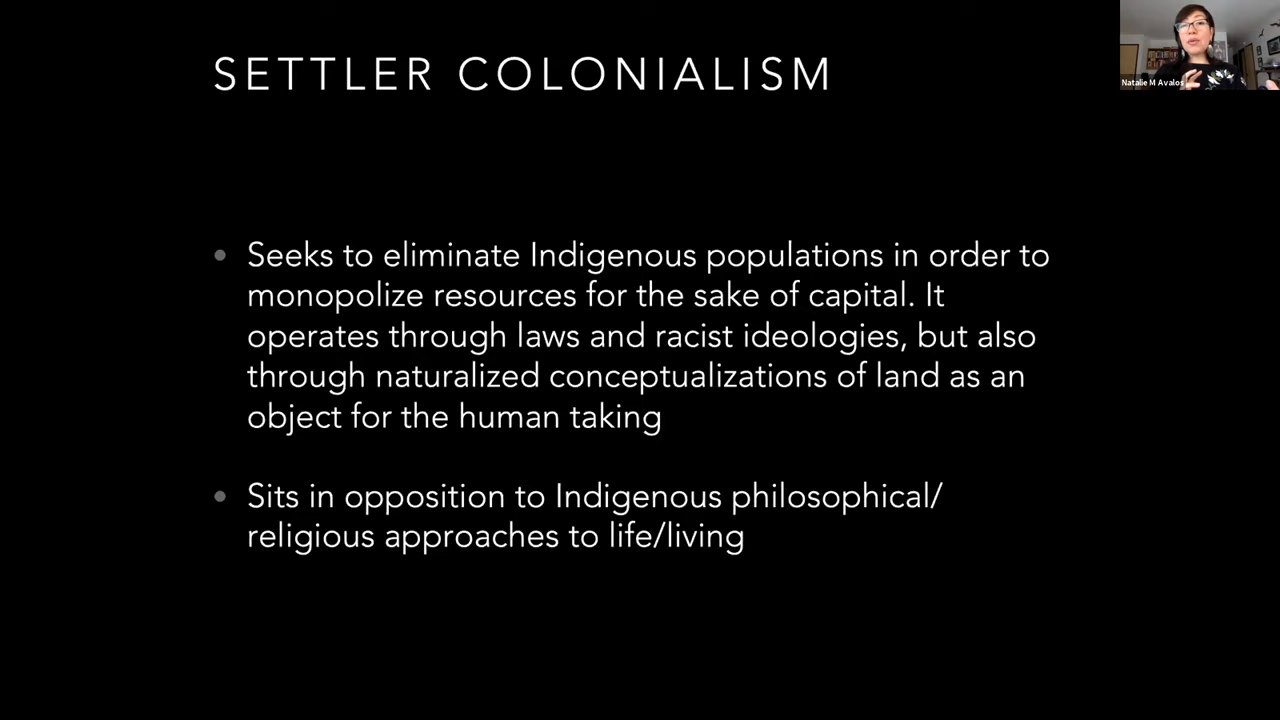 SETTLER COLONIALISM
Natalie M Avalos
• Seeks to eliminate Indigenous populations in order to
monopolize resources for the sake of capital. It
operates through laws and racist ideologies, but also
through naturalized conceptualizations of land as an
object for the human taking
• Sits in opposition to Indigenous philosophical/
religious approaches to life/living